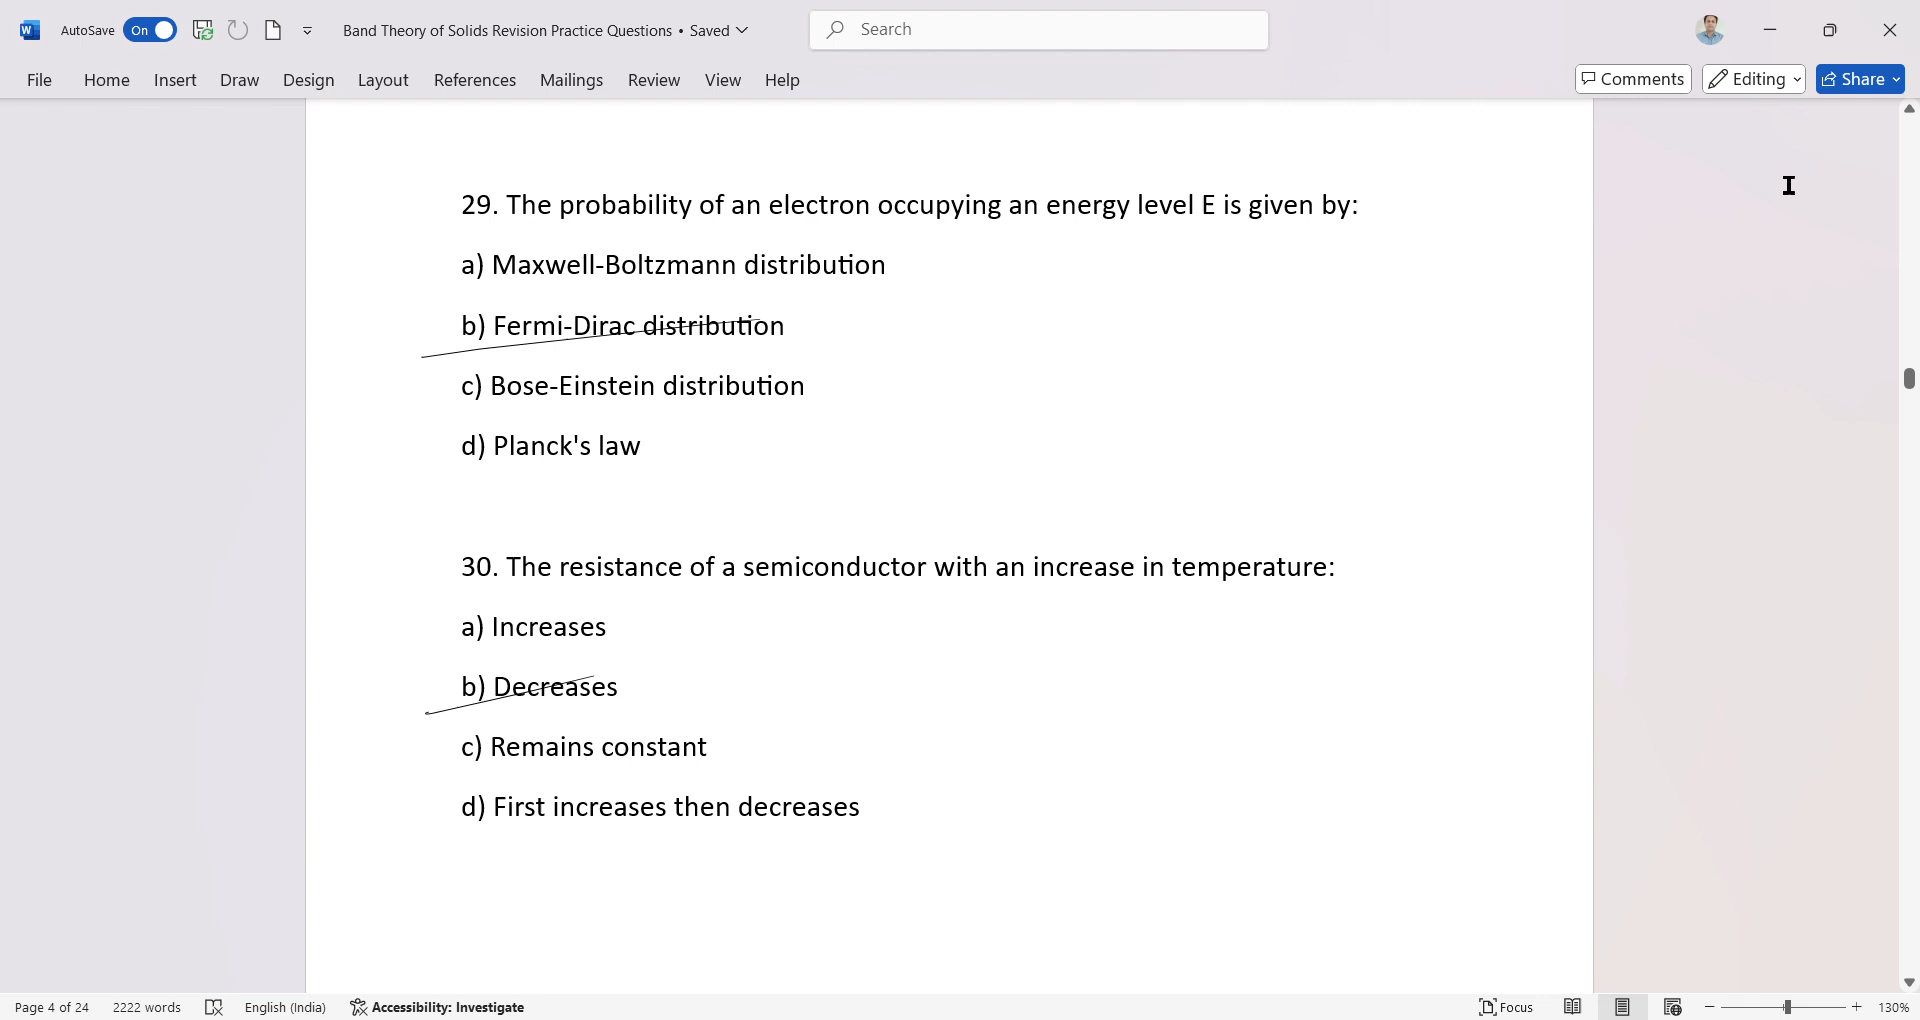 AutoSave On Band Theory of Solids Revision Practice Questions • Saved Search
File Home Insert Draw Design Layout References Mailings Review View Help Comments Editing Share
29. The probability of an electron occupying an energy level E is given by:
a) Maxwell-Boltzmann distribution
b) Fermi-Dirac distribution
c) Bose-Einstein distribution
d) Planck's law
30. The resistance of a semiconductor with an increase in temperature:
a) Increases
b) Decreases
c) Remains constant
d) First increases then decreases
Page 4 of 24 2222 words English (India) Accessibility: Investigate Focus 130%